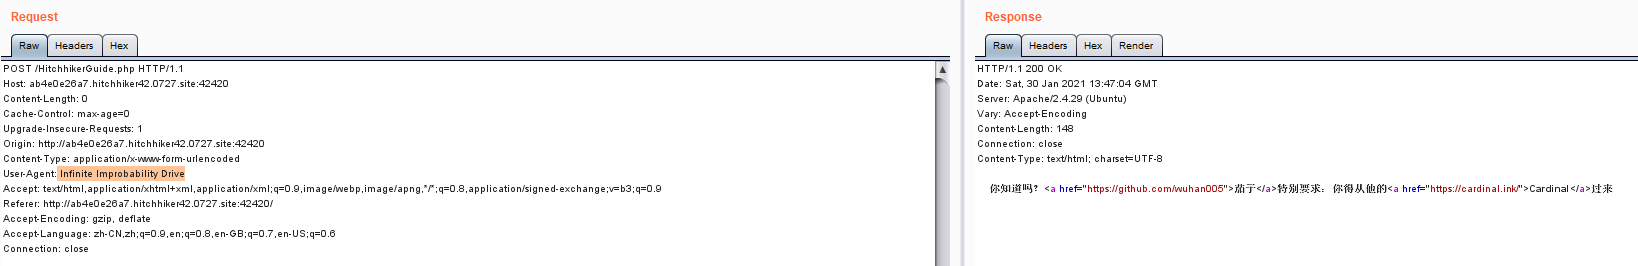 Request
Raw Headers Hex
POST /HitchhikerGuide.php HTTP/1.1
Host: ab4e0e26a7.hitchhiker42.0727.site:42420
Content-Length: 0
Cache-Control: max-age=0
Upgrade-Insecure-Requests: 1
Origin: http://ab4e0e26a7.hitchhiker42.0727.site:42420
Content-Type: application/x-www-form-urlencoded
User-Agent: Infinite Improbability Drive
Accept: text/html,application/xhtml+xml,application/xml;q=0.9,image/webp,image/apng,*/*;q=0.8,application/signed-exchange;v=b3;q=0.9
Referer: http://ab4e0e26a7.hitchhiker42.0727.site:42420/
Accept-Encoding: gzip, deflate
Accept-Language: zh-CN,zh;q=0.9,en;q=0.8,en-GB;q=0.7,en-US;q=0.6
Connection: close
Response
Raw Headers Hex Render
HTTP/1.1 200 OK
Date: Sat, 30 Jan 2021 13:47:04 GMT
Server: Apache/2.4.29 (Ubuntu)
Vary: Accept-Encoding
Content-Length: 148
Connection: close
Content-Type: text/html; charset=UTF-8
你知道吗？<a href="https://github.com/wuhan005">茄子</a>特别要求：你得从他的<a href="https://cardinal.ink/">Cardinal</a>过来